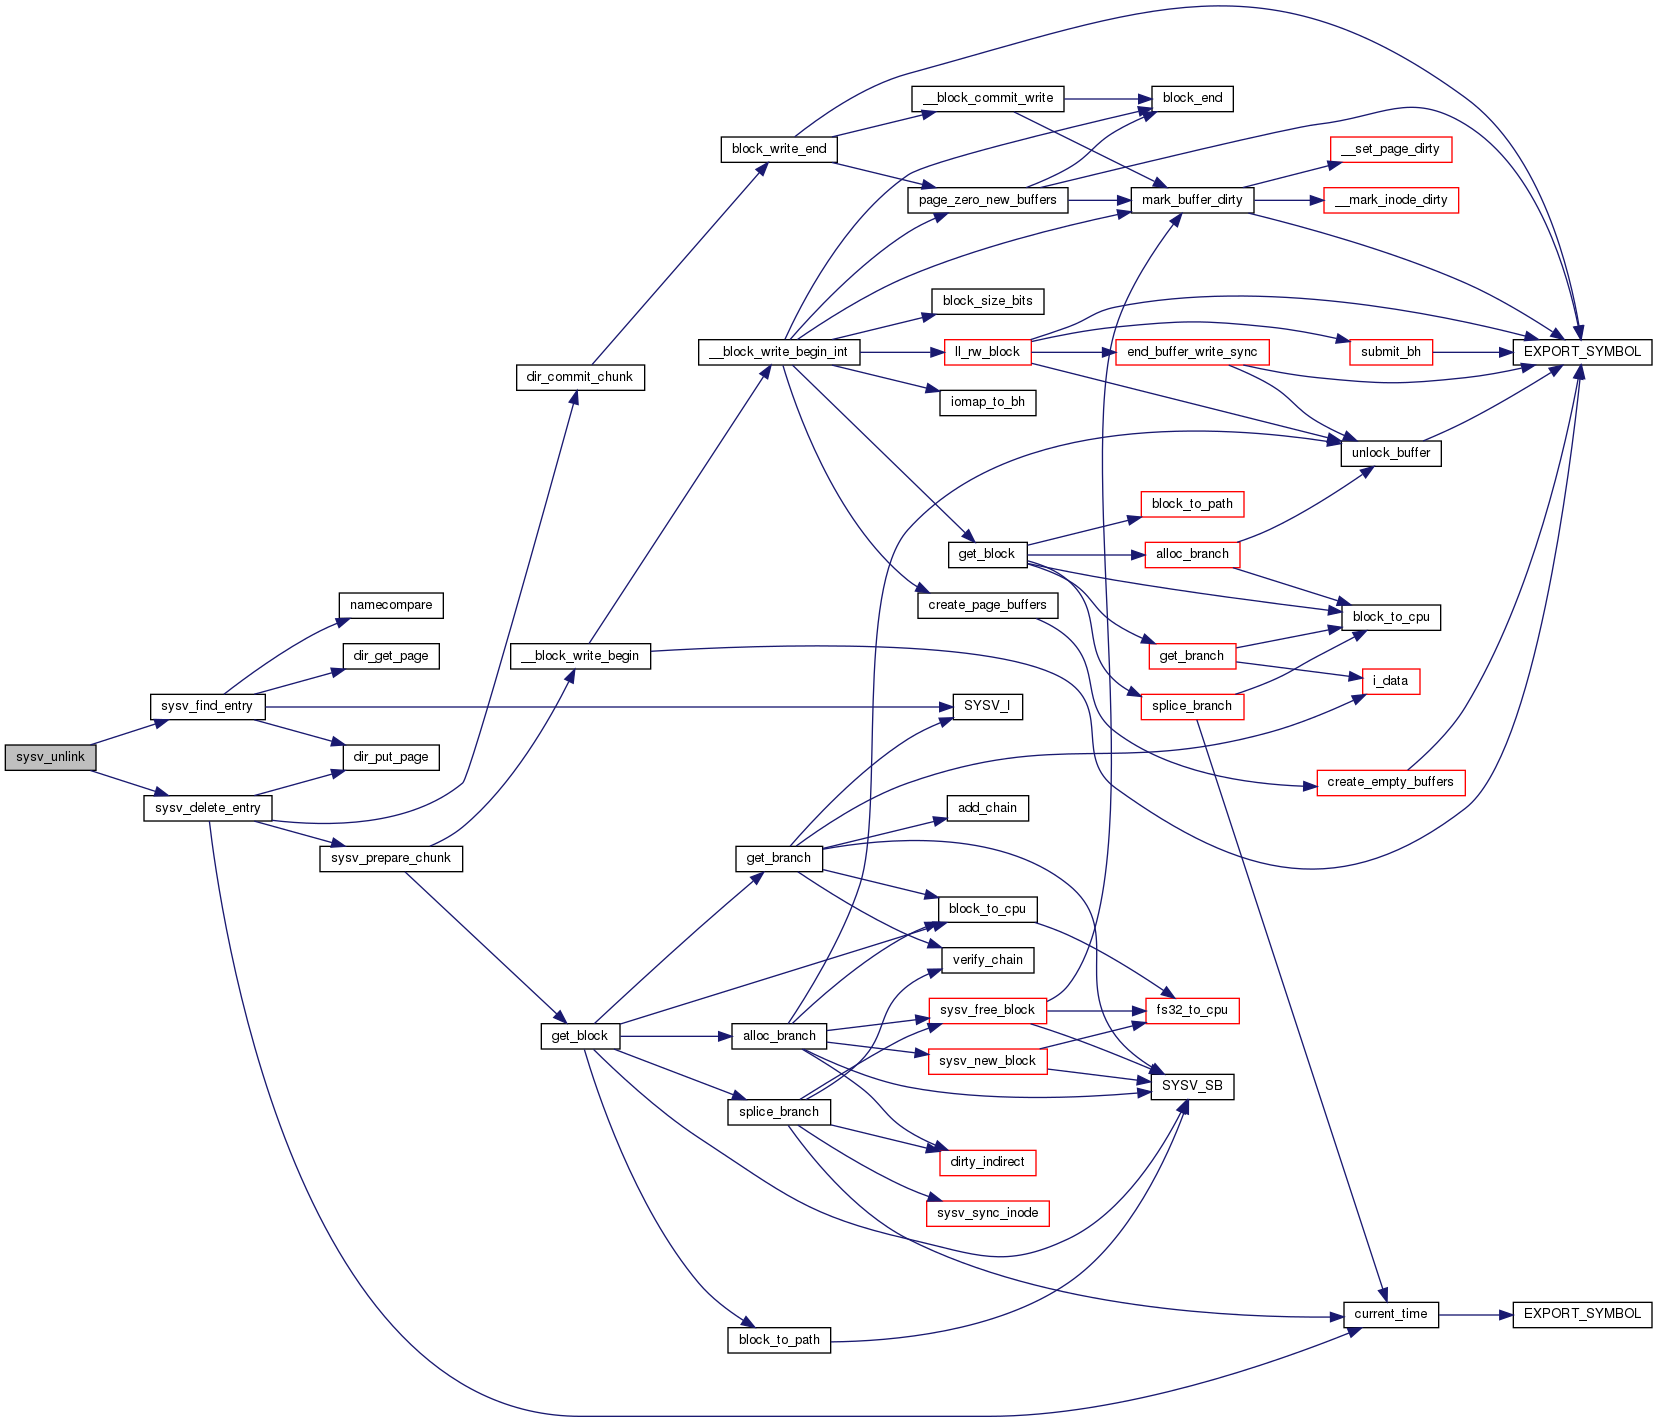 sysv_unlink
sysv_find_entry
sysv_delete_entry
namecompare
dir_get_page
dir_put_page
sysv_prepare_chunk
dir_commit_chunk
__block_write_begin
get_block
block_write_end
__block_write_begin_int
get_branch
alloc_branch
splice_branch
block_to_path
__block_commit_write
page_zero_new_buffers
block_size_bits
ll_rw_block
iomap_to_bh
get_block
create_page_buffers
SYSV_I
add_chain
block_to_cpu
verify_chain
sysv_free_block
sysv_new_block
dirty_indirect
sysv_sync_inode
block_end
mark_buffer_dirty
end_buffer_write_sync
block_to_path
alloc_branch
get_branch
splice_branch
fs32_to_cpu
SYSV_SB
__set_page_dirty
__mark_inode_dirty
submit_bh
unlock_buffer
block_to_cpu
i_data
create_empty_buffers
current_time
EXPORT_SYMBOL
EXPORT_SYMBOL